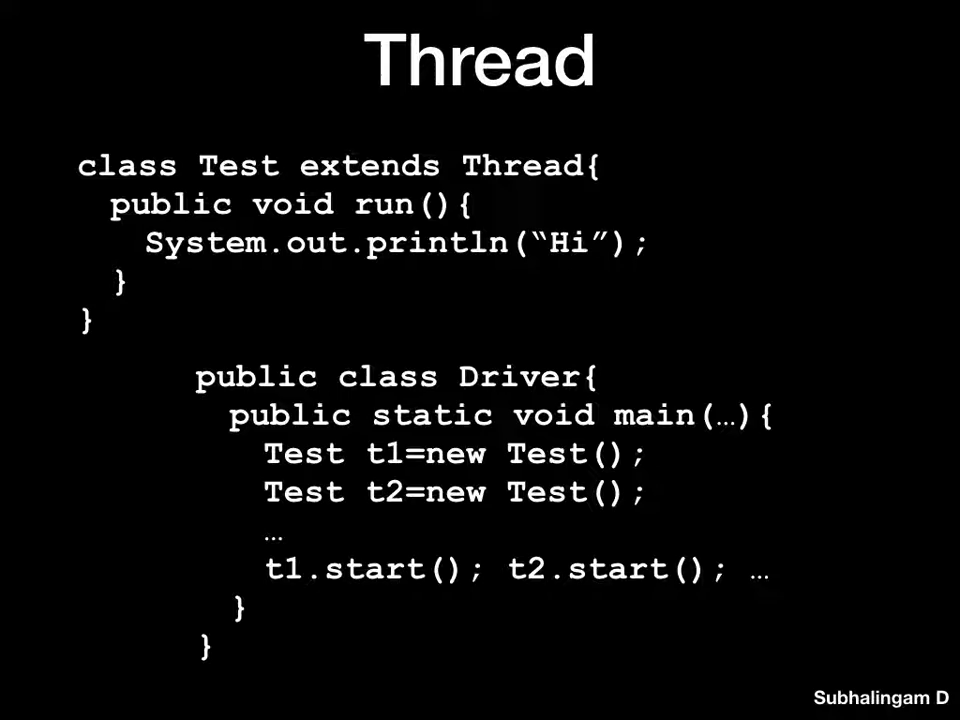 Thread
class Test extends Thread{
public void run(){
System.out.println(“Hi”);
}
}
public class Driver{
public static void main(…){
Test t1=new Test();
Test t2=new Test();
…
t1.start(); t2.start(); …
}
}
Subhalingam D